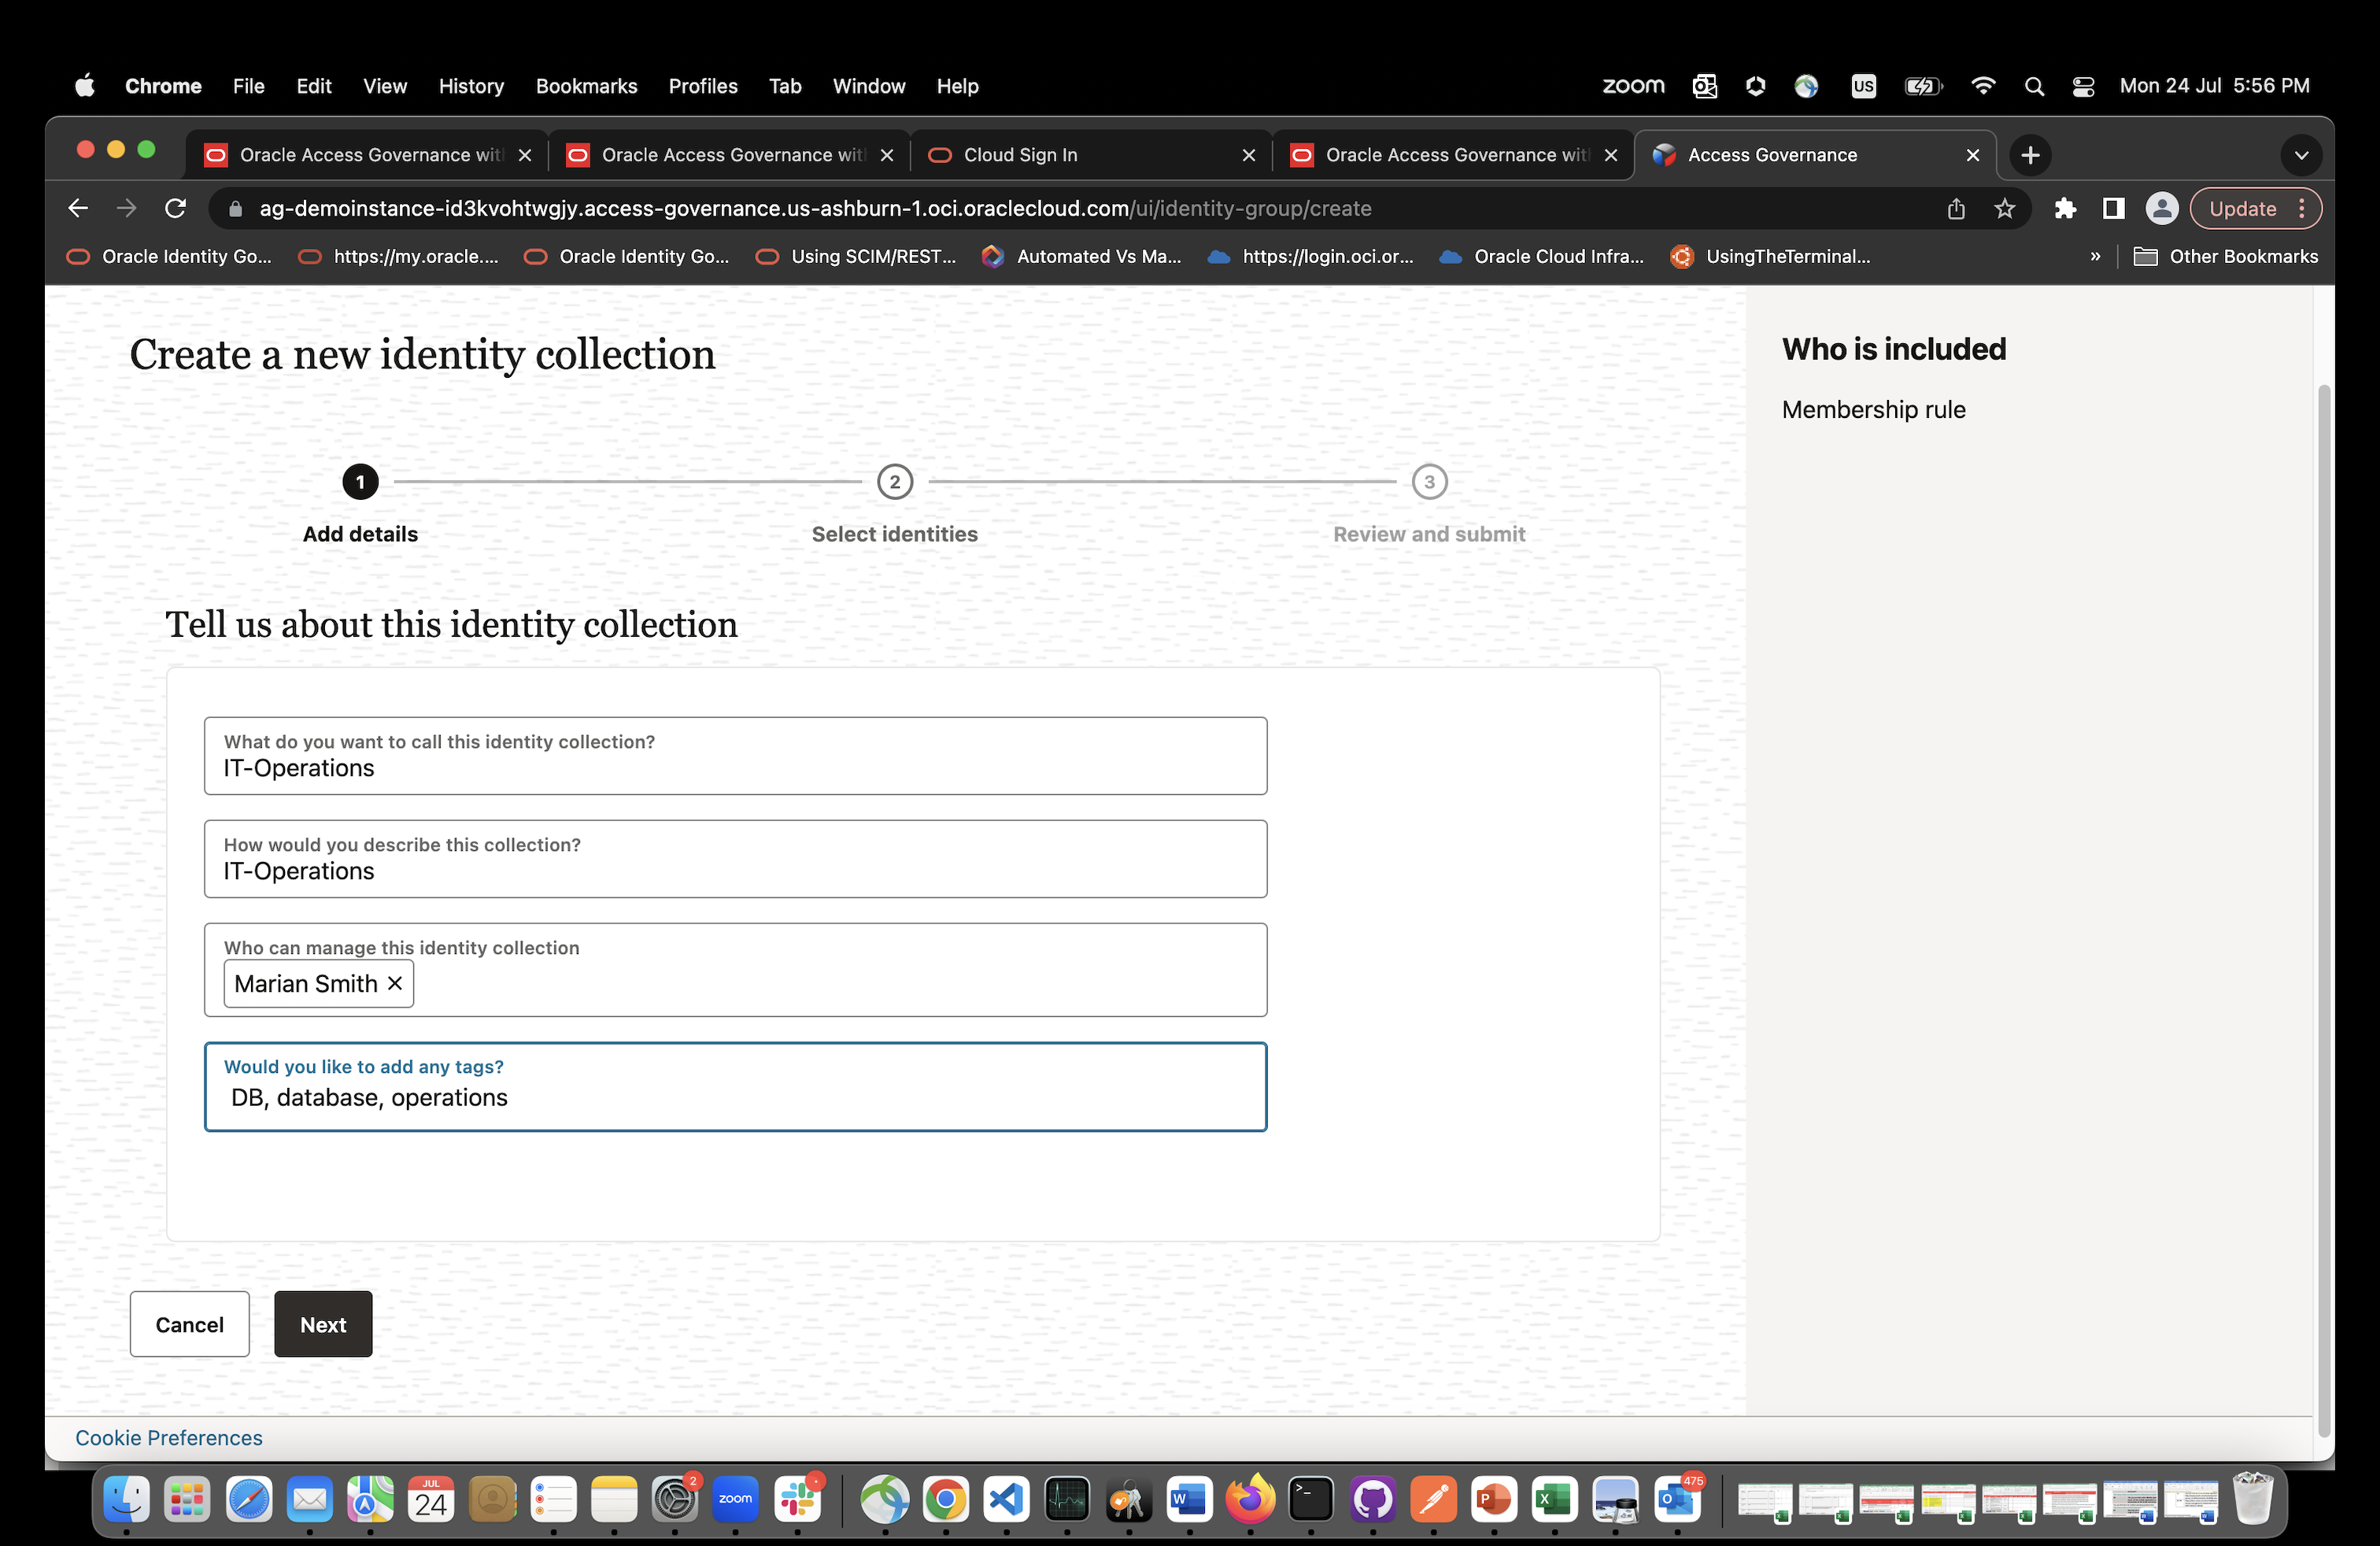 Chrome File Edit View History Bookmarks Profiles Tab Window Help zoom US Mon 24 Jul 5:56 PM
Oracle Access Governance wit Oracle Access Governance wit Cloud Sign In Oracle Access Governance wit Access Governance
ag-demoinstance-id3kvohtwgjy.access-governance.us-ashburn-1.oci.oraclecloud.com/ui/identity-group/create Update
Oracle Identity Go... https://my.oracle.... Oracle Identity Go... Using SCIM/REST... Automated Vs Ma... https://login.oci.or... Oracle Cloud Infra... UsingTheTerminal... » Other Bookmarks
Create a new identity collection
1 2 3
Add details Select identities Review and submit
Tell us about this identity collection
What do you want to call this identity collection?
IT-Operations
How would you describe this collection?
IT-Operations
Who can manage this identity collection
Marian Smith ×
Would you like to add any tags?
DB, database, operations
Cancel Next
Who is included
Membership rule
Cookie Preferences
JUL
24
2
zoom
W
>_
P
X
O
475